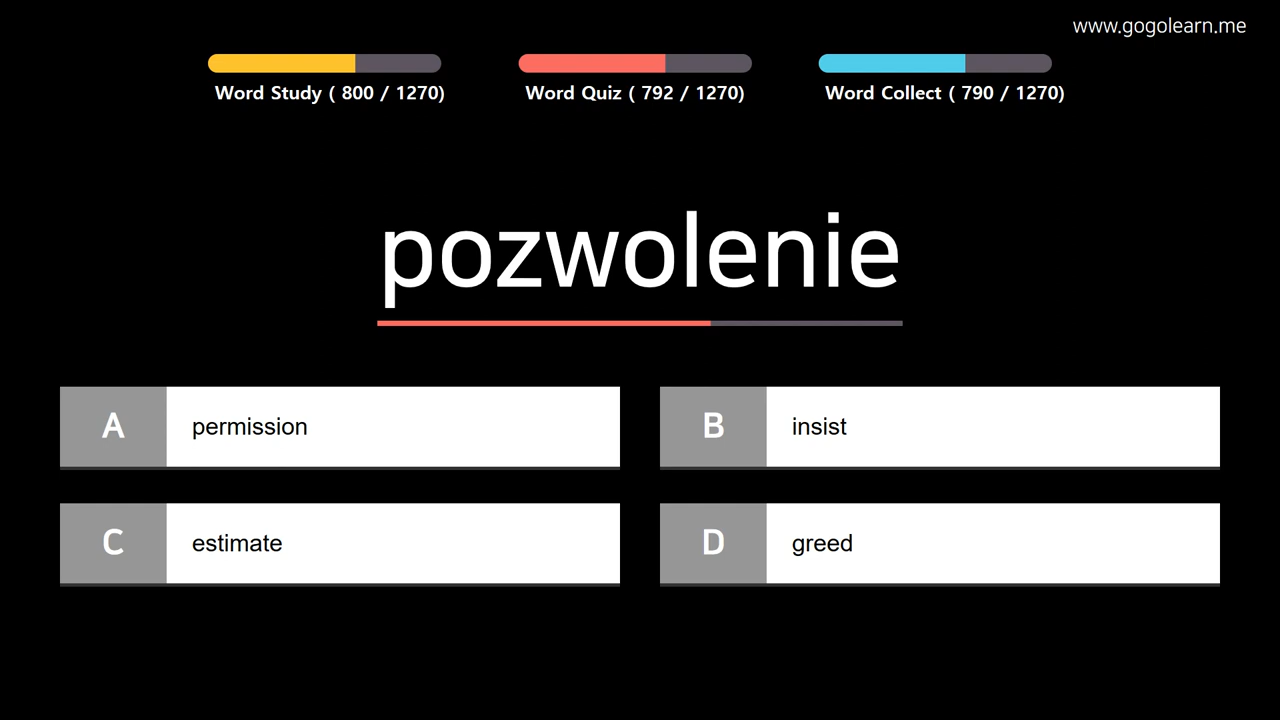 www.gogolearn.me
Word Study ( 800 / 1270)
Word Quiz ( 792 / 1270)
Word Collect ( 790 / 1270)
pozwolenie
A permission
B insist
C estimate
D greed